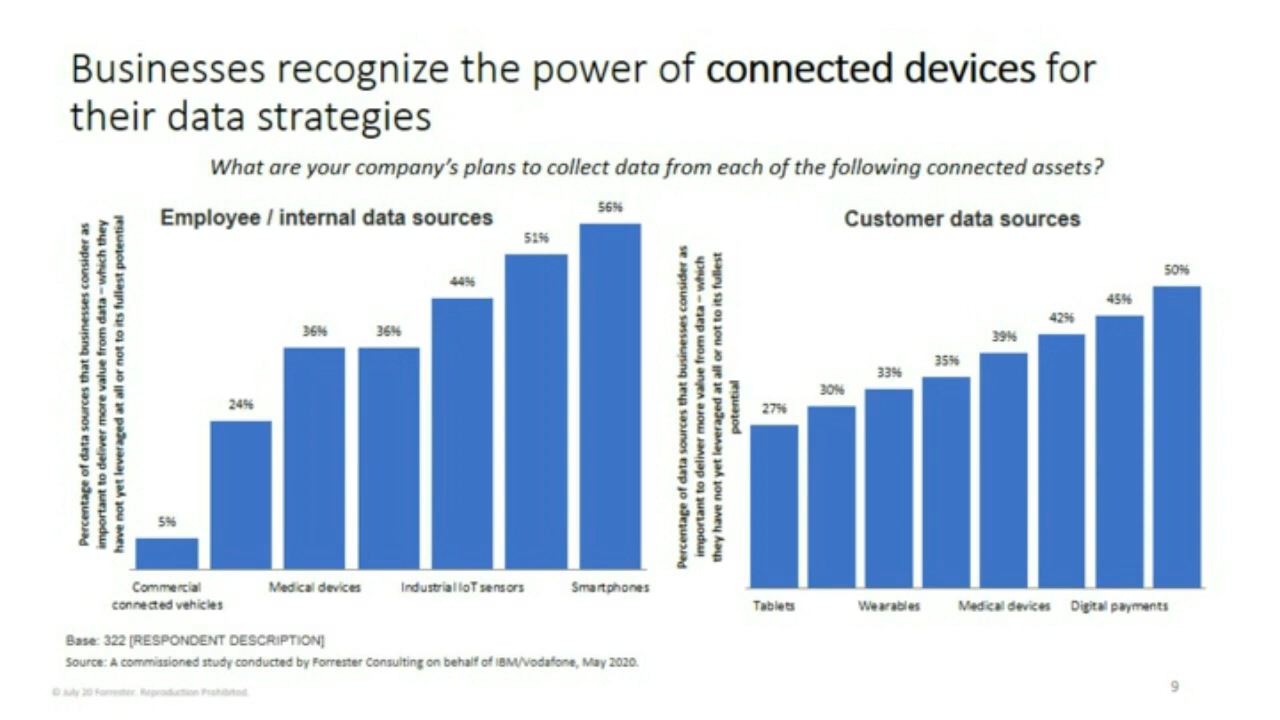 Businesses recognize the power of connected devices for
their data strategies
What are your company's plans to collect data from each of the following connected assets?
Employee / internal data sources
Percentage of data sources that businesses consider as
important to deliver more value from data – which they
have not yet leveraged at all or not to its fullest potential
5%
24%
36%
36%
44%
51%
56%
Commercial
connected vehicles
Medical devices
Industrial IoT sensors
Smartphones
Customer data sources
Percentage of data sources that businesses consider as
important to deliver more value from data – which
they have not yet leveraged at all or not to its fullest
potential
27%
30%
33%
35%
39%
42%
45%
50%
Tablets
Wearables
Medical devices
Digital payments
Base: 322 [RESPONDENT DESCRIPTION]
Source: A commissioned study conducted by Forrester Consulting on behalf of IBM/Vodafone, May 2020.
© July 20 Forrester. Reproduction Prohibited.
9